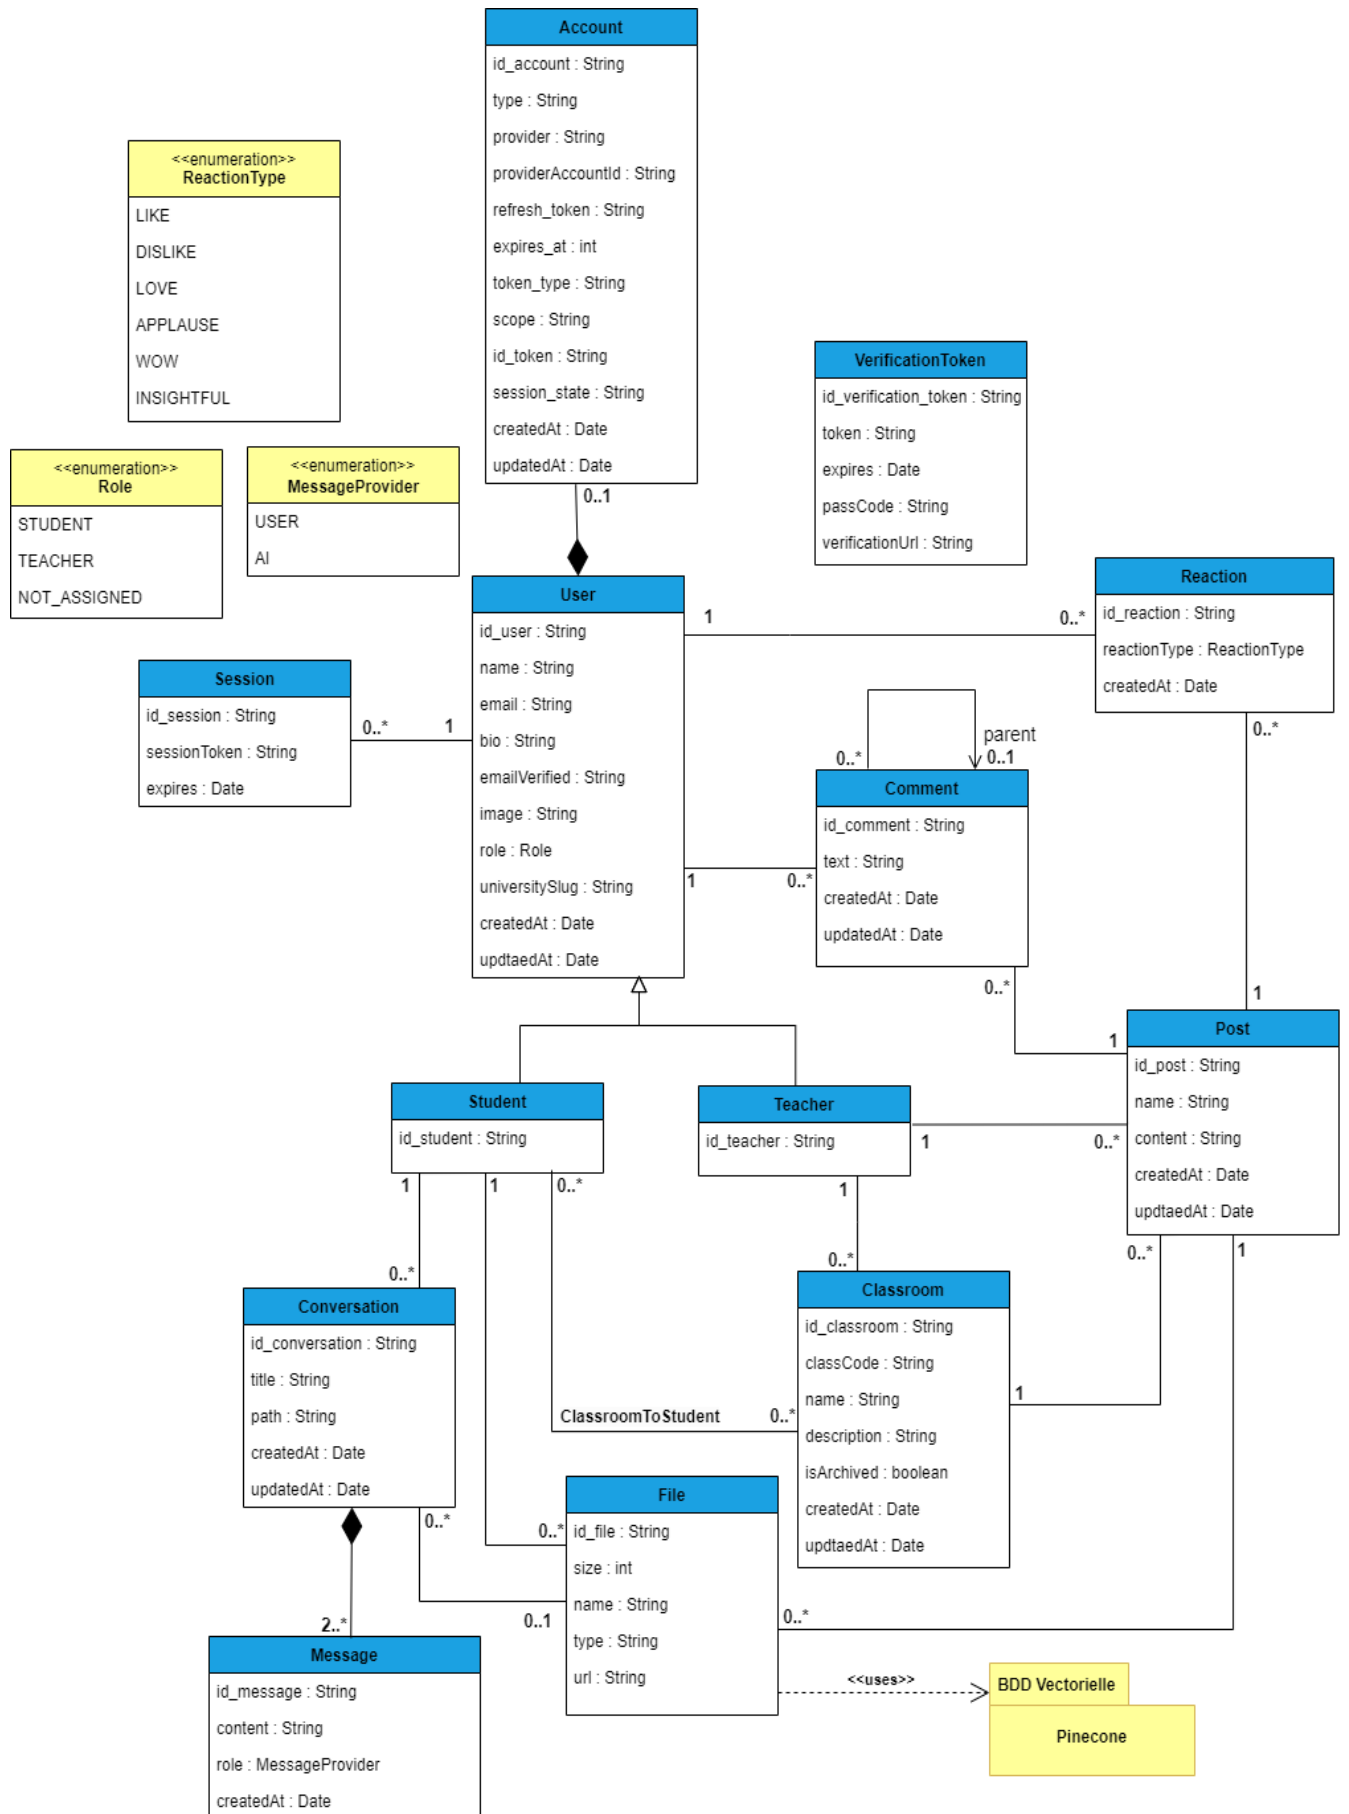 Account
id_account : String
type : String
provider : String
providerAccountId : String
refresh_token : String
expires_at : int
token_type : String
scope : String
id_token : String
session_state : String
createdAt : Date
updatedAt : Date
0..1
<<enumeration>>
ReactionType
LIKE
DISLIKE
LOVE
APPLAUSE
WOW
INSIGHTFUL
<<enumeration>>
Role
STUDENT
TEACHER
NOT_ASSIGNED
<<enumeration>>
MessageProvider
USER
AI
VerificationToken
id_verification_token : String
token : String
expires : Date
passCode : String
verificationUrl : String
User
id_user : String
name : String
email : String
bio : String
emailVerified : String
image : String
role : Role
universitySlug : String
createdAt : Date
updtaedAt : Date
1
0..*
Reaction
id_reaction : String
reactionType : ReactionType
createdAt : Date
0..*
Session
id_session : String
sessionToken : String
expires : Date
0..*
1
parent
0..*
0..1
Comment
id_comment : String
text : String
createdAt : Date
updatedAt : Date
1
0..*
0..*
1
1
Post
id_post : String
name : String
content : String
createdAt : Date
updtaedAt : Date
0..*
1
Student
id_student : String
1
1
0..*
Teacher
id_teacher : String
1
0..*
1
0..*
0..*
Conversation
id_conversation : String
title : String
path : String
createdAt : Date
updatedAt : Date
0..*
Classroom
id_classroom : String
classCode : String
name : String
description : String
isArchived : boolean
createdAt : Date
updtaedAt : Date
1
ClassroomToStudent
0..*
File
id_file : String
size : int
name : String
type : String
url : String
0..*
0..1
0..*
2..*
Message
id_message : String
content : String
role : MessageProvider
createdAt : Date
<<uses>>
BDD Vectorielle
Pinecone